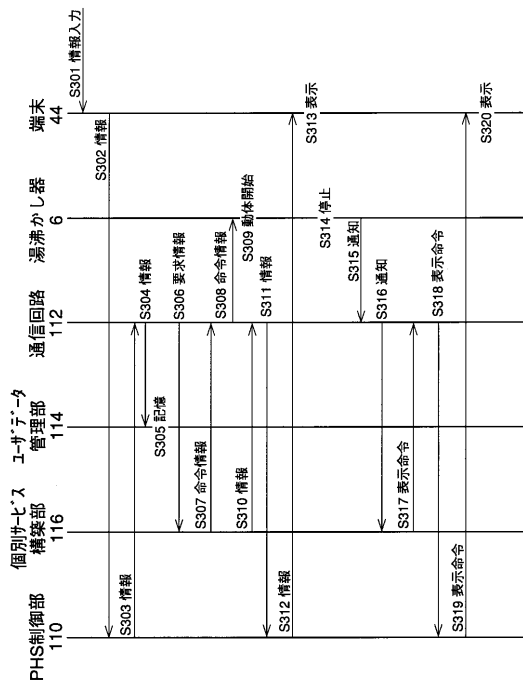 PHS制御部
110
個別サービス
構築部
116
ユーザデータ
管理部
114
通信回路
112
湯沸かし器
6
端末
44
S301 情報入力
S302 情報
S303 情報
S304 情報
S305 記憶
S306 要求情報
S307 命令情報
S308 命令情報
S309 動体開始
S310 情報
S311 情報
S312 情報
S313 表示
S314 停止
S315 通知
S316 通知
S317 表示命令
S318 表示命令
S319 表示命令
S320 表示